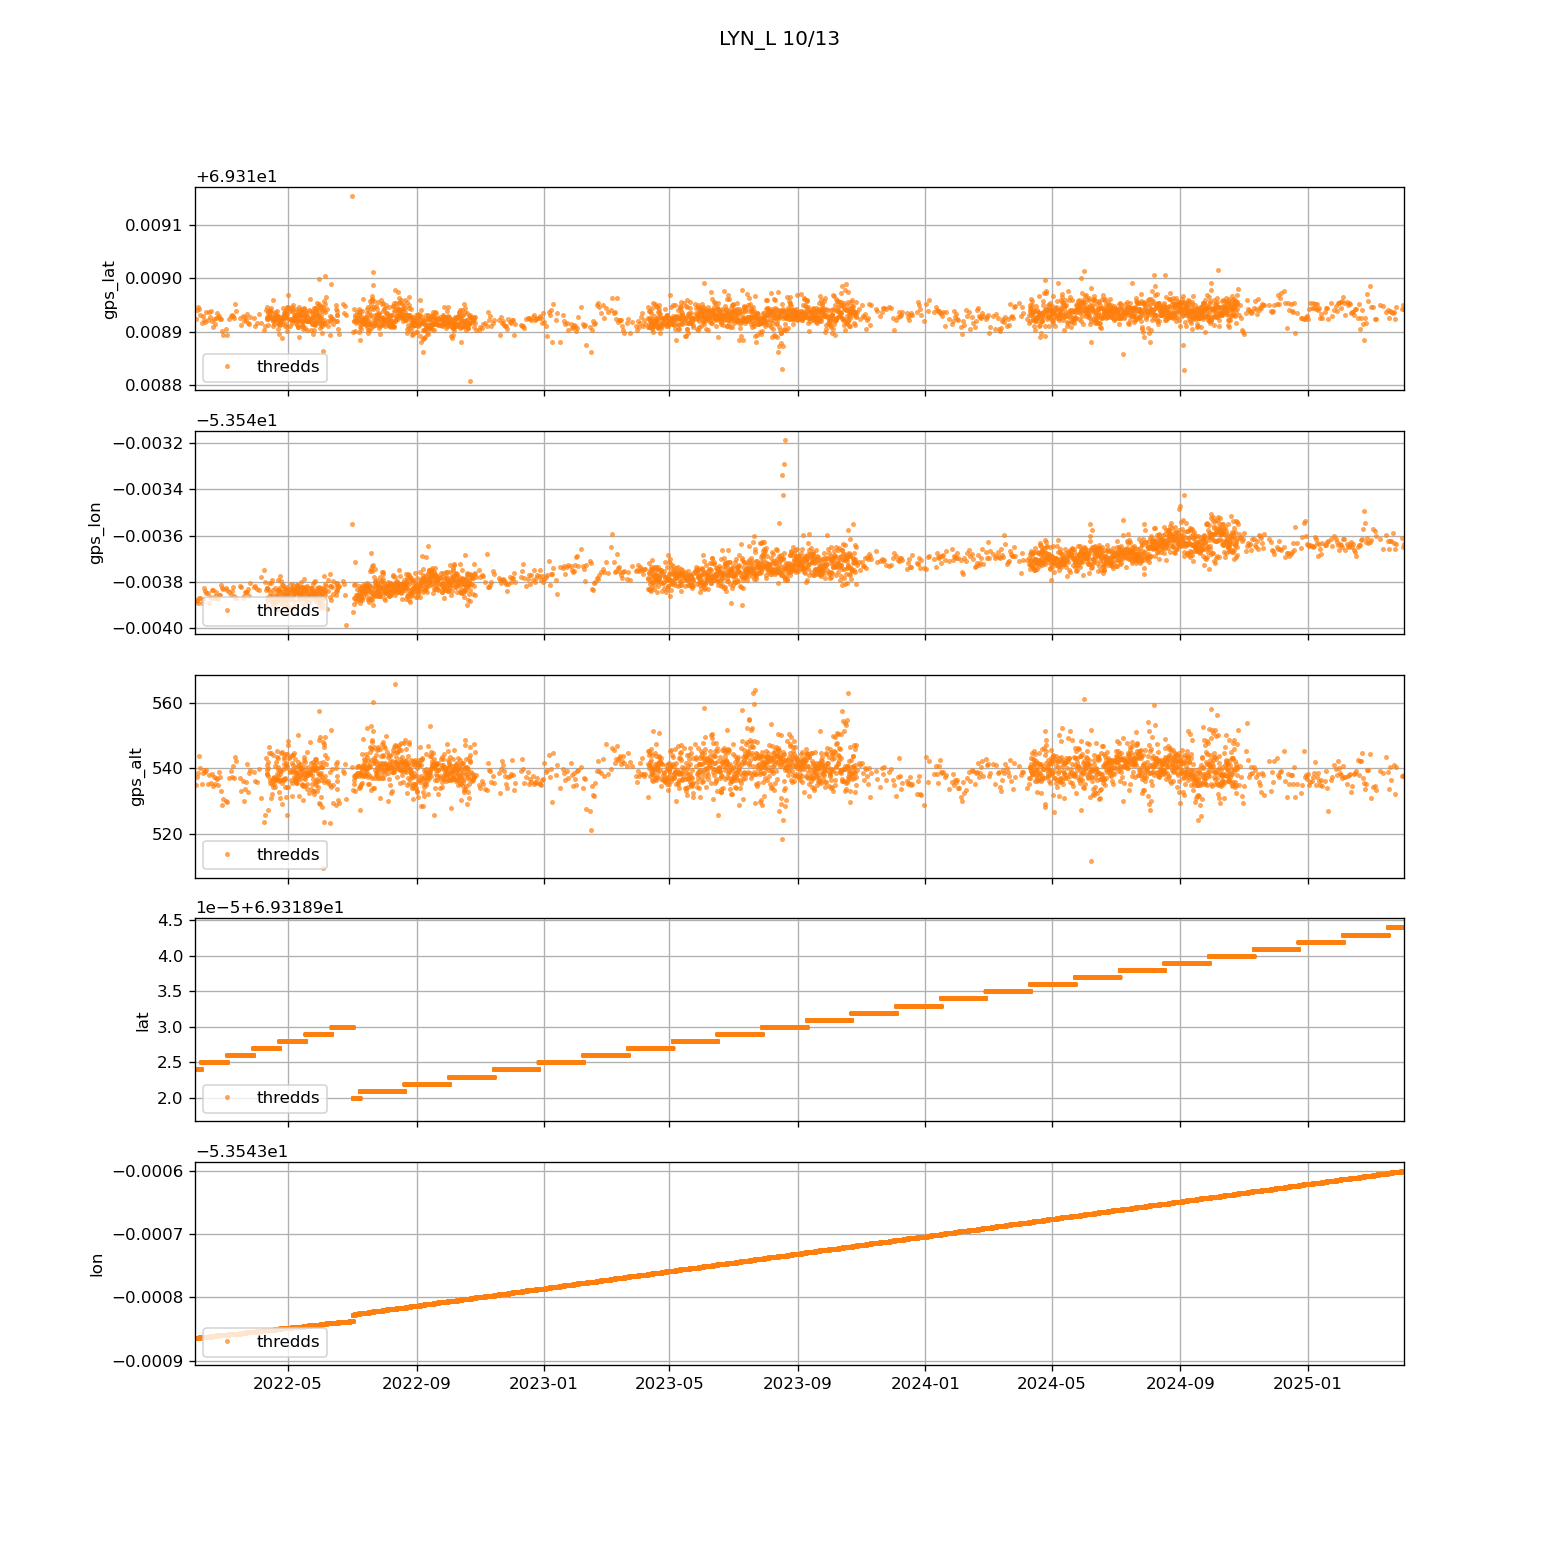 LYN_L 10/13
+6.931e1
0.0091
0.0090
0.0089
0.0088
gps_lat
thredds
−5.354e1
−0.0032
−0.0034
−0.0036
−0.0038
−0.0040
gps_lon
thredds
560
540
520
gps_alt
thredds
1e−5+6.93189e1
4.5
4.0
3.5
3.0
2.5
2.0
lat
thredds
−5.3543e1
−0.0006
−0.0007
−0.0008
−0.0009
lon
thredds
2022-05 2022-09 2023-01 2023-05 2023-09 2024-01 2024-05 2024-09 2025-01